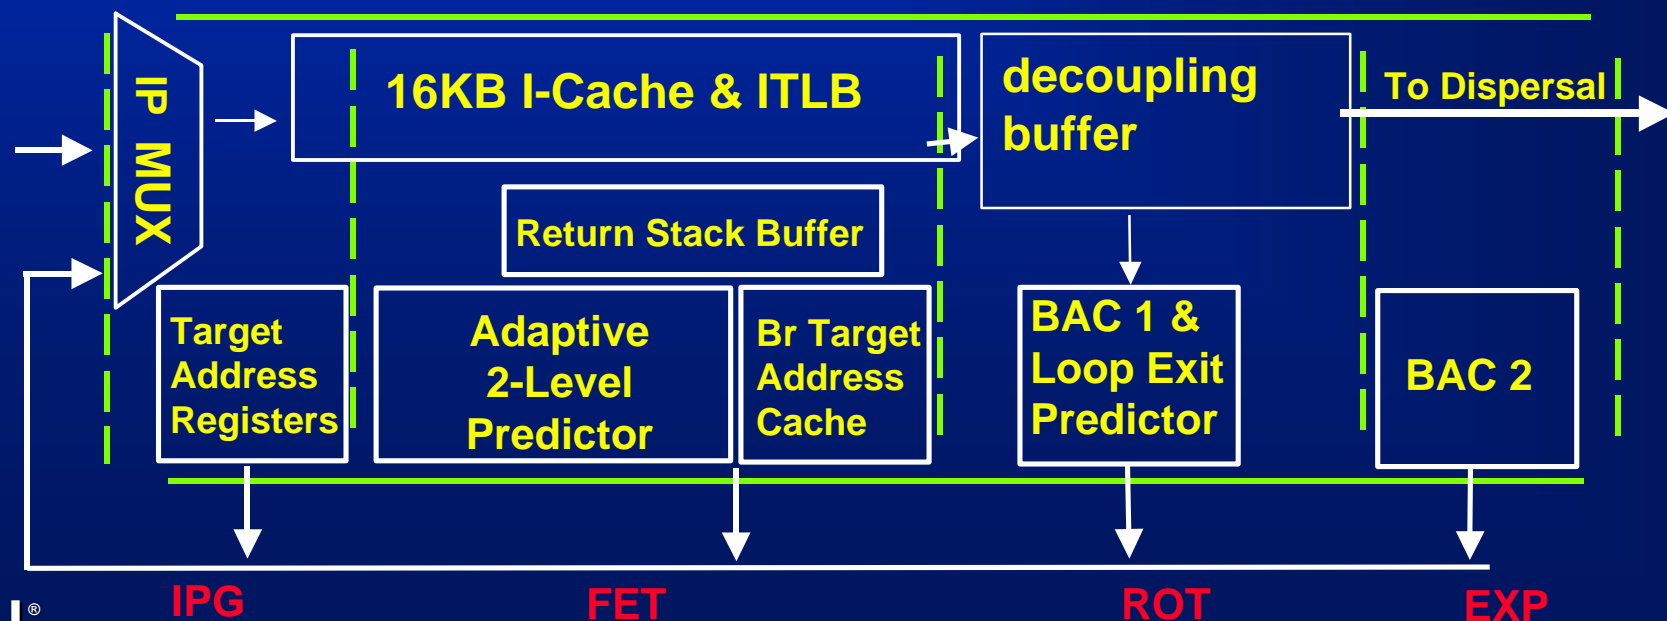 IP MUX
16KB I-Cache & ITLB
decoupling
buffer
To Dispersal
Return Stack Buffer
Target
Address
Registers
Adaptive
2-Level
Predictor
Br Target
Address
Cache
BAC 1 &
Loop Exit
Predictor
BAC 2
IPG
FET
ROT
EXP
®